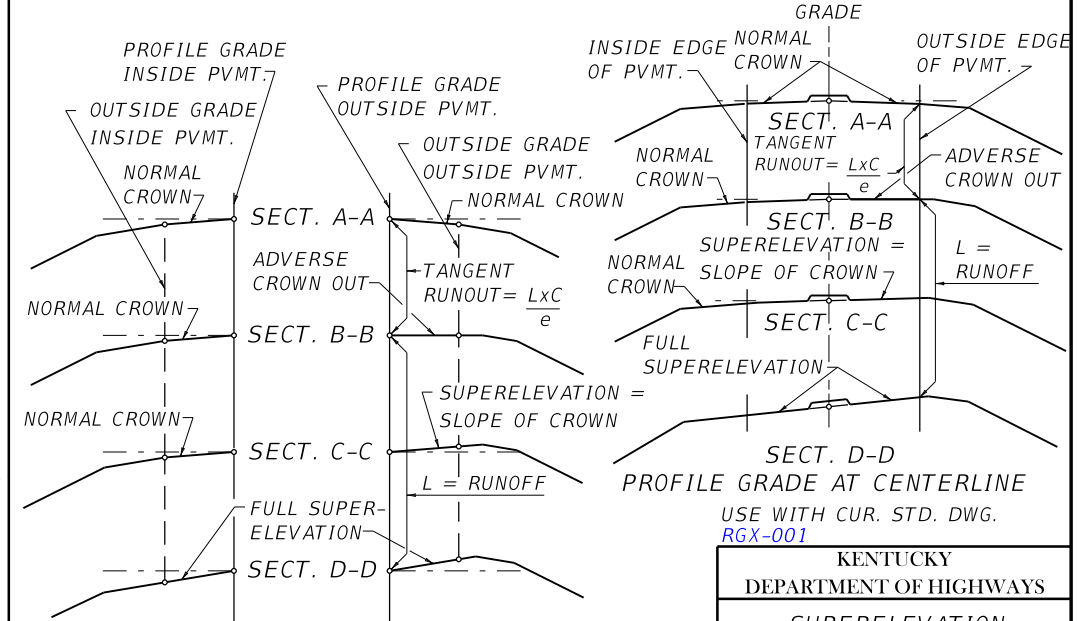 PROFILE GRADE
INSIDE PVMT.
OUTSIDE GRADE
INSIDE PVMT.
NORMAL
CROWN
PROFILE GRADE
OUTSIDE PVMT.
OUTSIDE GRADE
OUTSIDE PVMT.
NORMAL CROWN
SECT. A-A
ADVERSE
CROWN OUT
TANGENT
RUNOUT= LxC
e
NORMAL CROWN
SECT. B-B
SUPERELEVATION =
SLOPE OF CROWN
NORMAL CROWN
SECT. C-C
L = RUNOFF
FULL SUPER-
ELEVATION
SECT. D-D
GRADE
INSIDE EDGE
OF PVMT.
NORMAL
CROWN
OUTSIDE EDGE
OF PVMT.
SECT. A-A
TANGENT
RUNOUT= LxC
e
NORMAL
CROWN
ADVERSE
CROWN OUT
SECT. B-B
SUPERELEVATION =
SLOPE OF CROWN
L =
RUNOFF
NORMAL
CROWN
SECT. C-C
FULL
SUPERELEVATION
SECT. D-D
PROFILE GRADE AT CENTERLINE
USE WITH CUR. STD. DWG.
RGX-001
KENTUCKY
DEPARTMENT OF HIGHWAYS
SUPERELEVATION